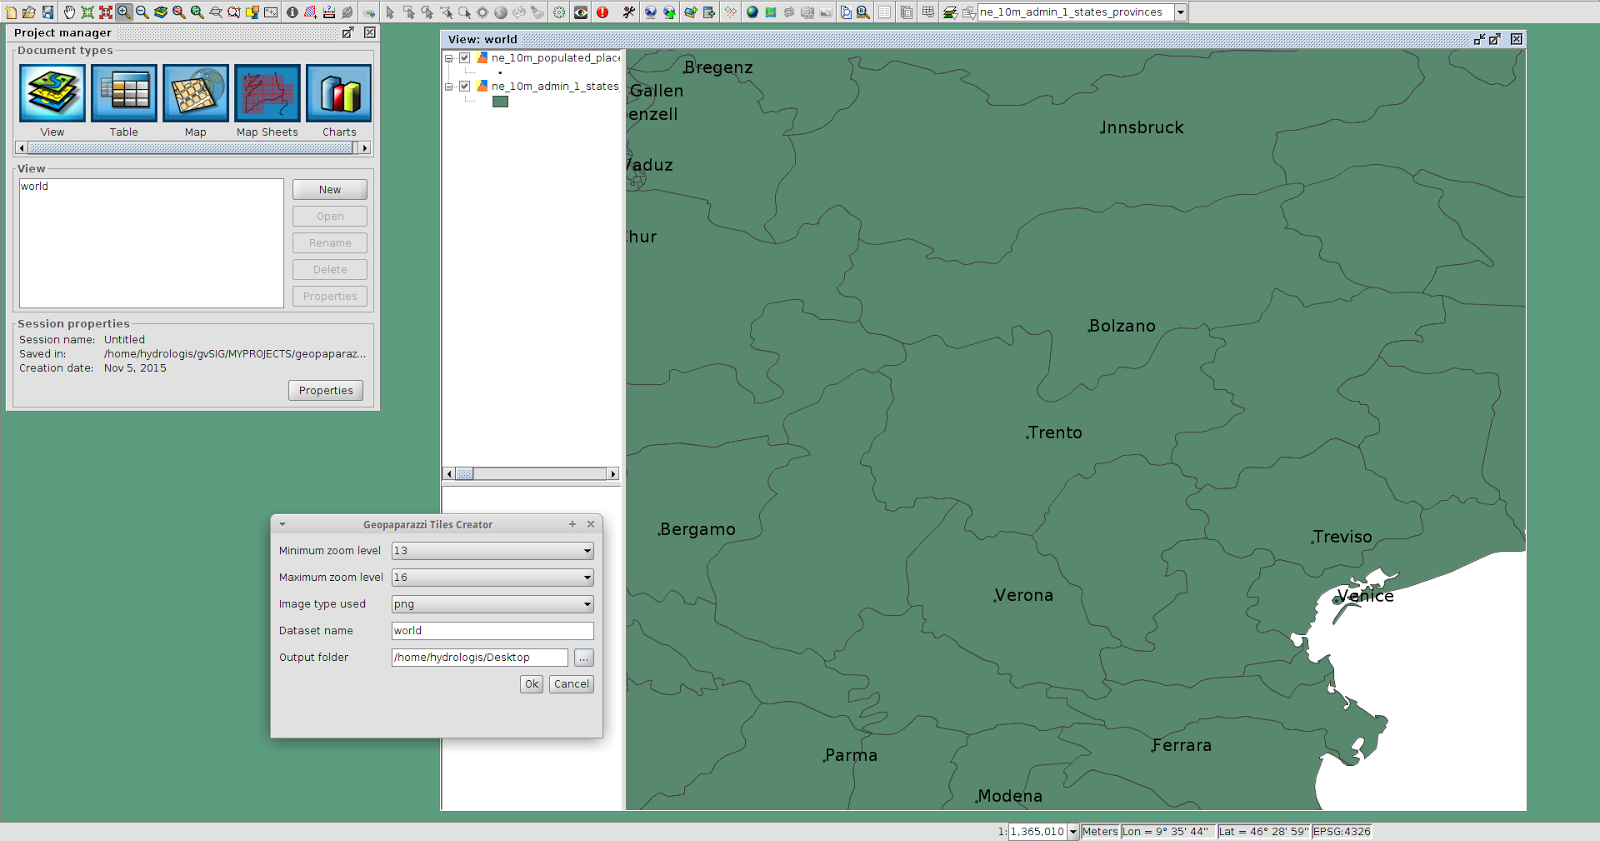 ne_10m_admin_1_states_provinces
Project manager
Document types
View
Table
Map
Map Sheets
Charts
View
world
New
Open
Rename
Delete
Properties
Session properties
Session name: Untitled
Saved in: /home/hydrologis/gvSIG/MYPROJECTS/geopaparaz...
Creation date: Nov 5, 2015
Properties
View: world
ne_10m_populated_place
ne_10m_admin_1_states_
Bregenz
Gallen
enzell
Innsbruck
Vaduz
hur
Bolzano
Trento
Bergamo
Treviso
Verona
Venice
Parma
Ferrara
Modena
Geopaparazzi Tiles Creator
Minimum zoom level 13
Maximum zoom level 16
Image type used png
Dataset name world
Output folder /home/hydrologis/Desktop ...
Ok Cancel
1: 1,365,010 Meters Lon = 9° 35' 44'' Lat = 46° 28' 59'' EPSG:4326